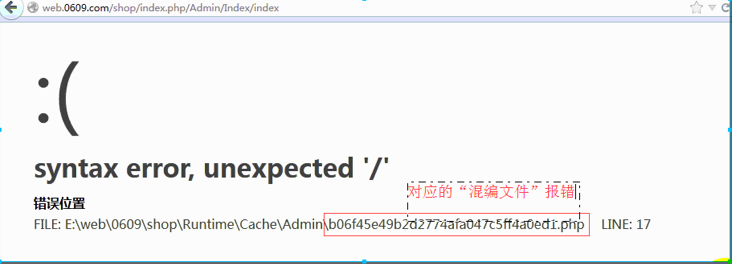 web.0609.com/shop/index.php/Admin/Index/index
:(
syntax error, unexpected '/'
对应的“混编文件”报错
错误位置
FILE: E:\web\0609\shop\Runtime\Cache\Admin\b06f45e49b2d2774afa047c5ff4a0ed1.php LINE: 17